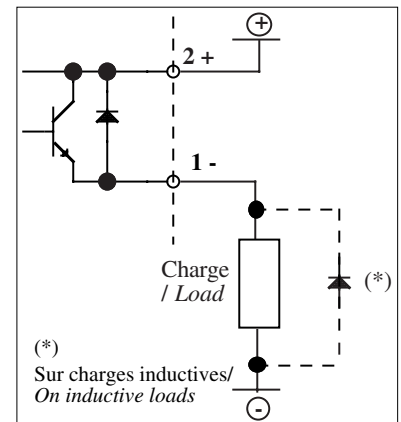 +
2 +
1 -
Charge
/ Load
(*)
(*)
Sur charges inductives/
On inductive loads
-